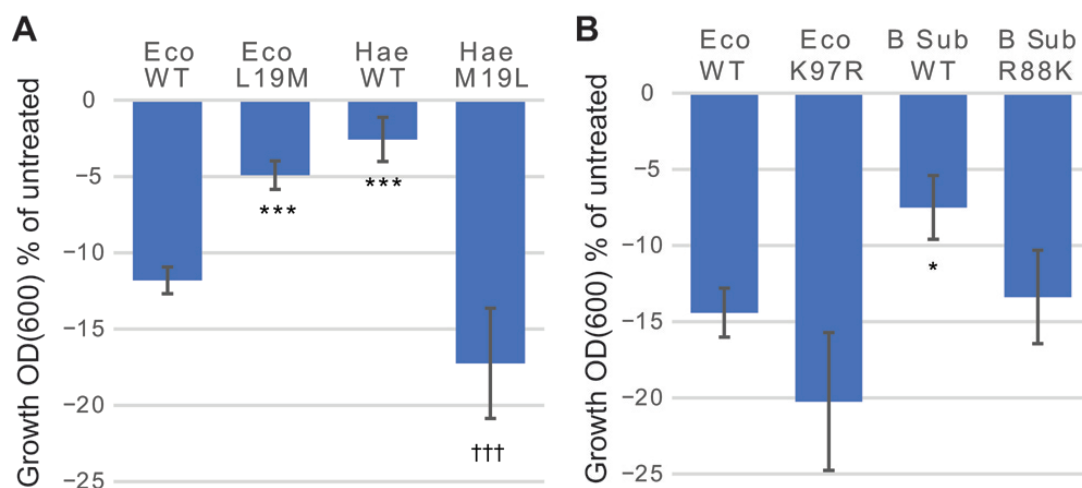 A
Growth OD(600) % of untreated
Eco Eco Hae Hae
WT L19M WT M19L
0
−5
−10
−15
−20
−25
***
***
†††
B
Growth OD(600) % of untreated
Eco Eco B Sub B Sub
WT K97R WT R88K
0
−5
−10
−15
−20
−25
*